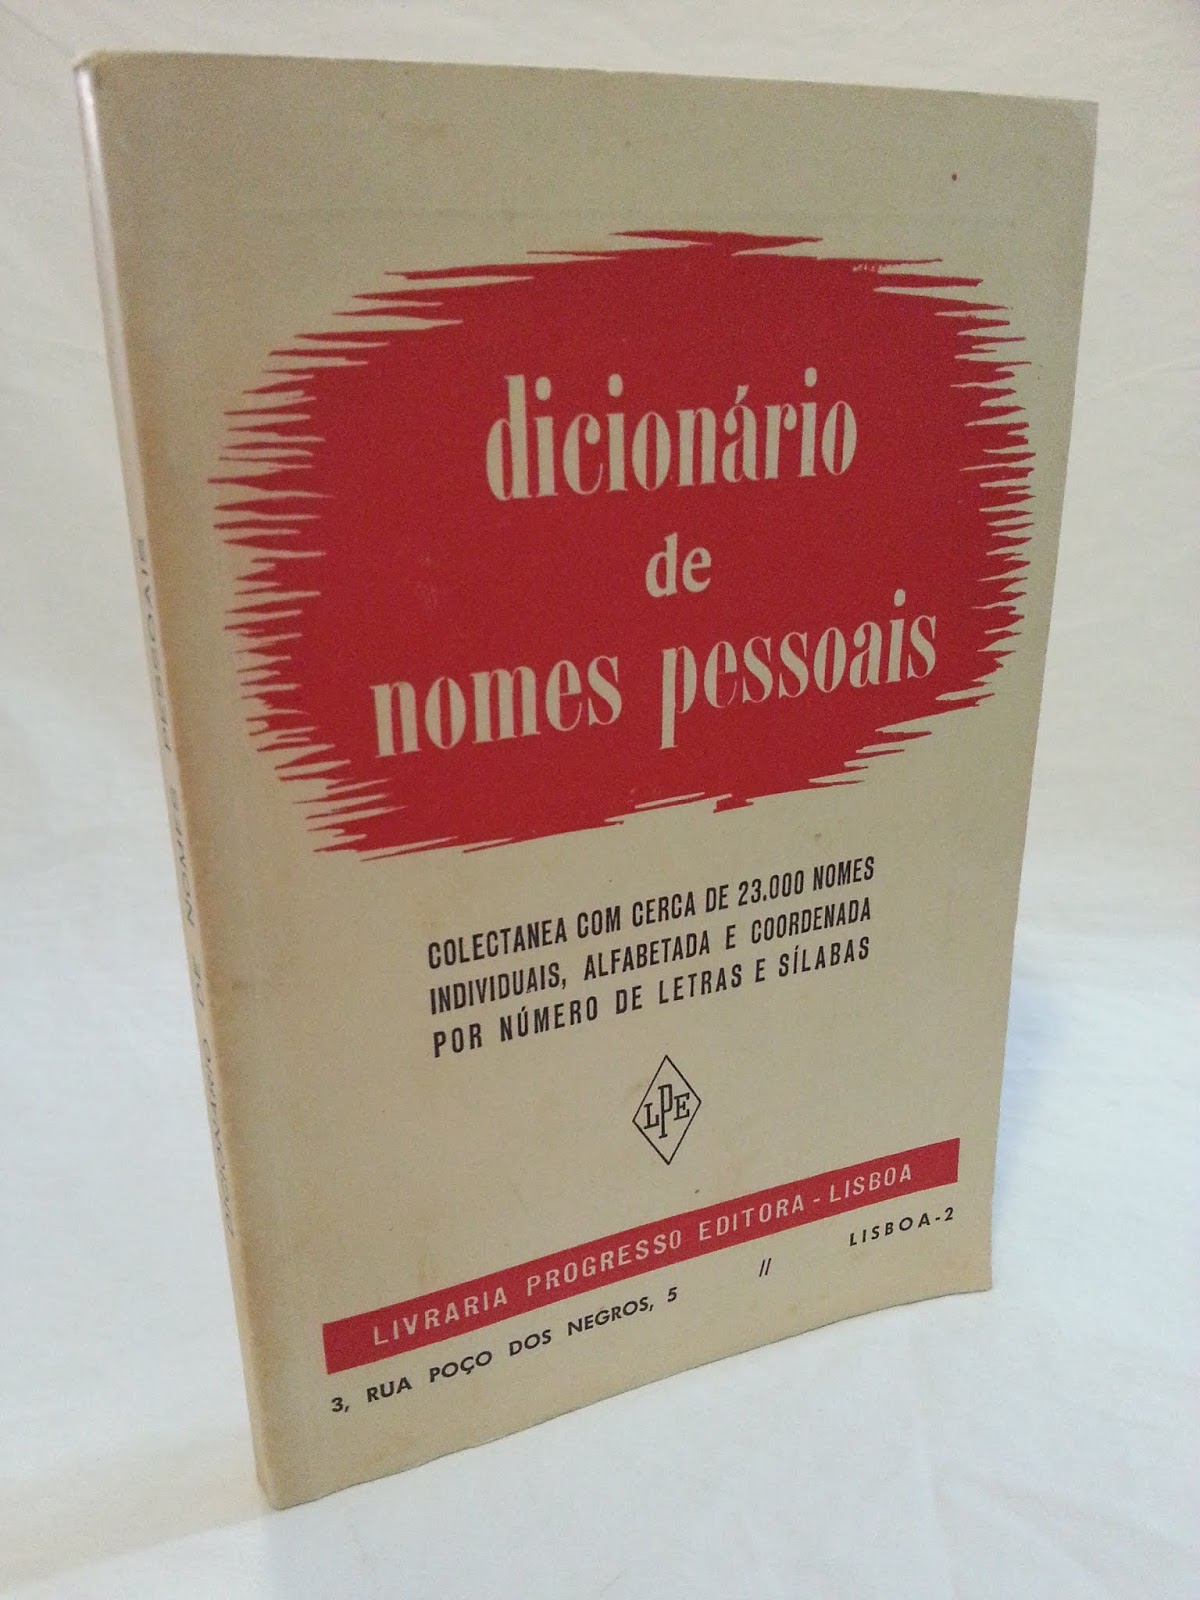 dicionário
de
nomes pessoais
COLECTANEA COM CERCA DE 23.000 NOMES
INDIVIDUAIS, ALFABETADA E COORDENADA
POR NÚMERO DE LETRAS E SÍLABAS
LPE
LIVRARIA PROGRESSO EDITORA - LISBOA
3, RUA POÇO DOS NEGROS, 5 // LISBOA-2
DICIONÁRIO DE NOMES PESSOAIS